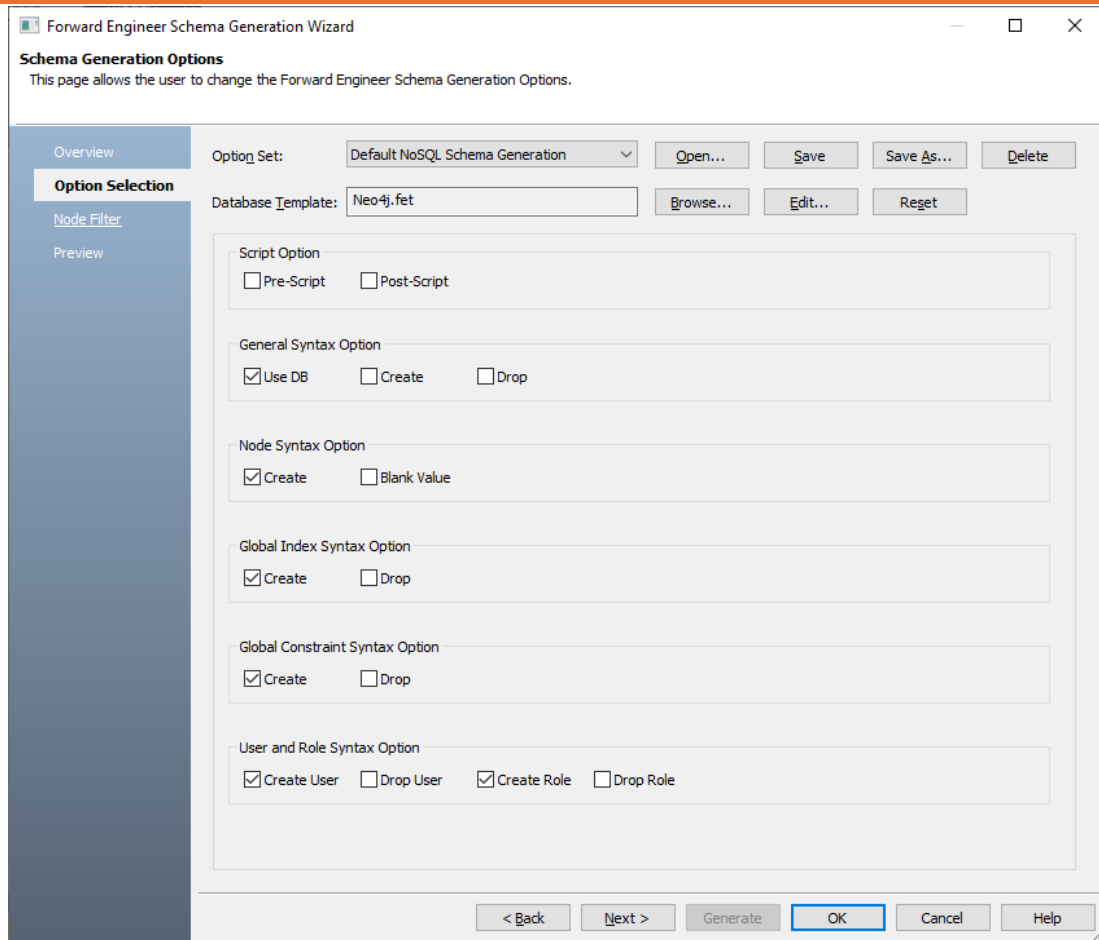 Forward Engineer Schema Generation Wizard
Schema Generation Options
This page allows the user to change the Forward Engineer Schema Generation Options.
Overview
Option Selection
Node Filter
Preview
Option Set: Default NoSQL Schema Generation Open... Save Save As... Delete
Database Template: Neo4j.fet Browse... Edit... Reset
Script Option
Pre-Script Post-Script
General Syntax Option
Use DB Create Drop
Node Syntax Option
Create Blank Value
Global Index Syntax Option
Create Drop
Global Constraint Syntax Option
Create Drop
User and Role Syntax Option
Create User Drop User Create Role Drop Role
< Back Next > Generate OK Cancel Help